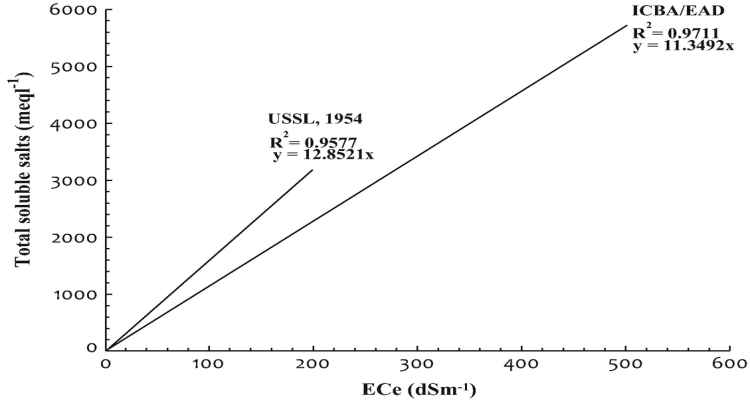 ICBA/EAD
R² = 0.9711
y = 11.3492x
USSL, 1954
R² = 0.9577
y = 12.8521x
Total soluble salts (meql⁻¹)
6000
5000
4000
3000
2000
1000
0
0 100 200 300 400 500 600
ECe (dSm⁻¹)